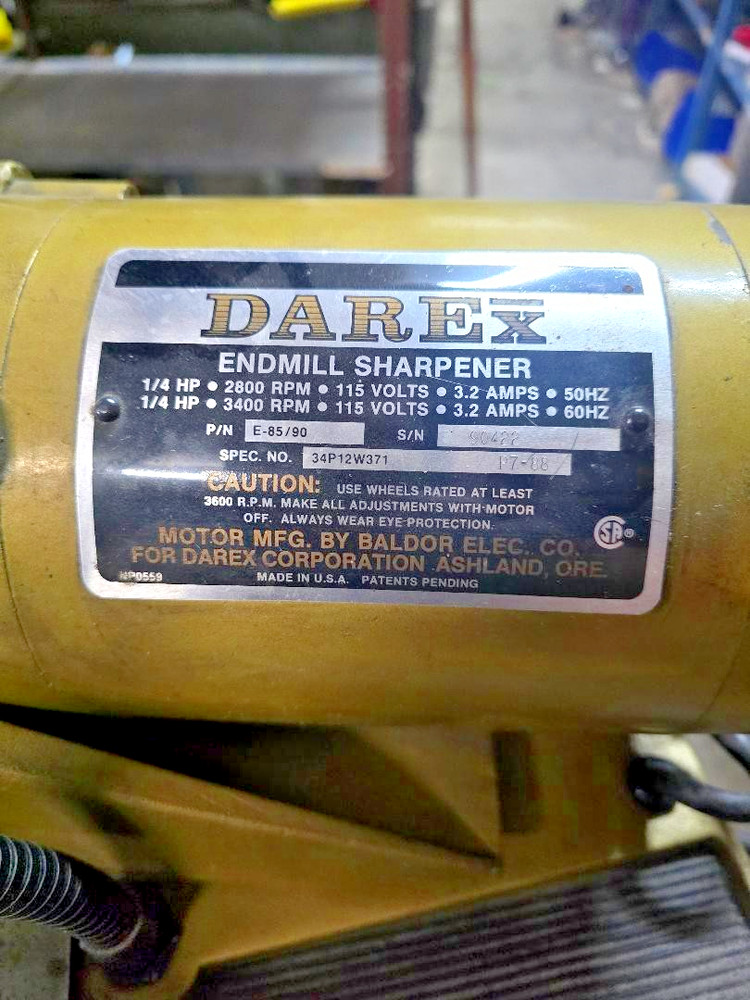 DAREX
ENDMILL SHARPENER
1/4 HP • 2800 RPM • 115 VOLTS • 3.2 AMPS • 50HZ
1/4 HP • 3400 RPM • 115 VOLTS • 3.2 AMPS • 60HZ
P/N E-85/90 S/N 90422 /
SPEC. NO. 34P12W371
CAUTION: USE WHEELS RATED AT LEAST
3600 R.P.M. MAKE ALL ADJUSTMENTS WITH MOTOR
OFF. ALWAYS WEAR EYE PROTECTION.
MOTOR MFG. BY BALDOR ELEC. CO.
FOR DAREX CORPORATION ASHLAND, ORE.
NP0559 MADE IN U.S.A. PATENTS PENDING